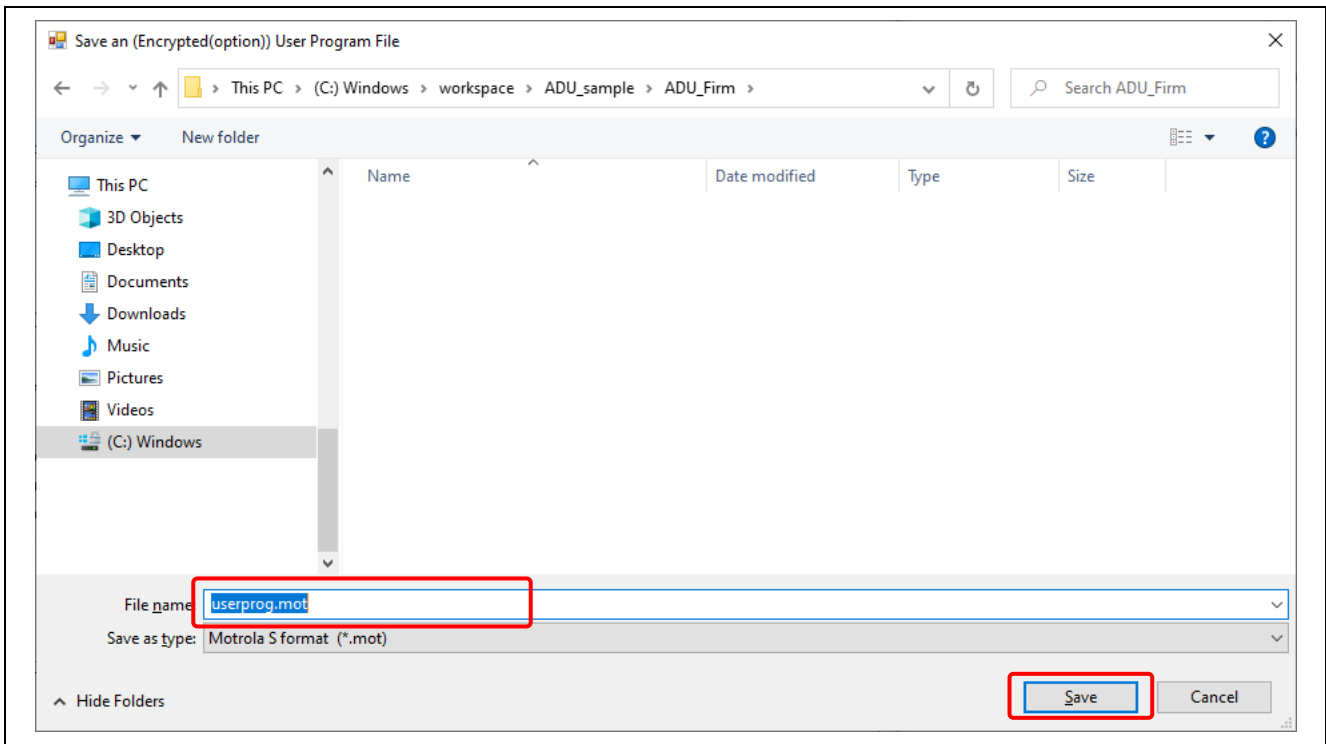 Save an (Encrypted(option)) User Program File
This PC > (C:) Windows > workspace > ADU_sample > ADU_Firm >
Search ADU_Firm
Organize
New folder
Name
Date modified
Type
Size
This PC
3D Objects
Desktop
Documents
Downloads
Music
Pictures
Videos
(C:) Windows
File name
userprog.mot
Save as type:
Motrola S format (*.mot)
Hide Folders
Save
Cancel